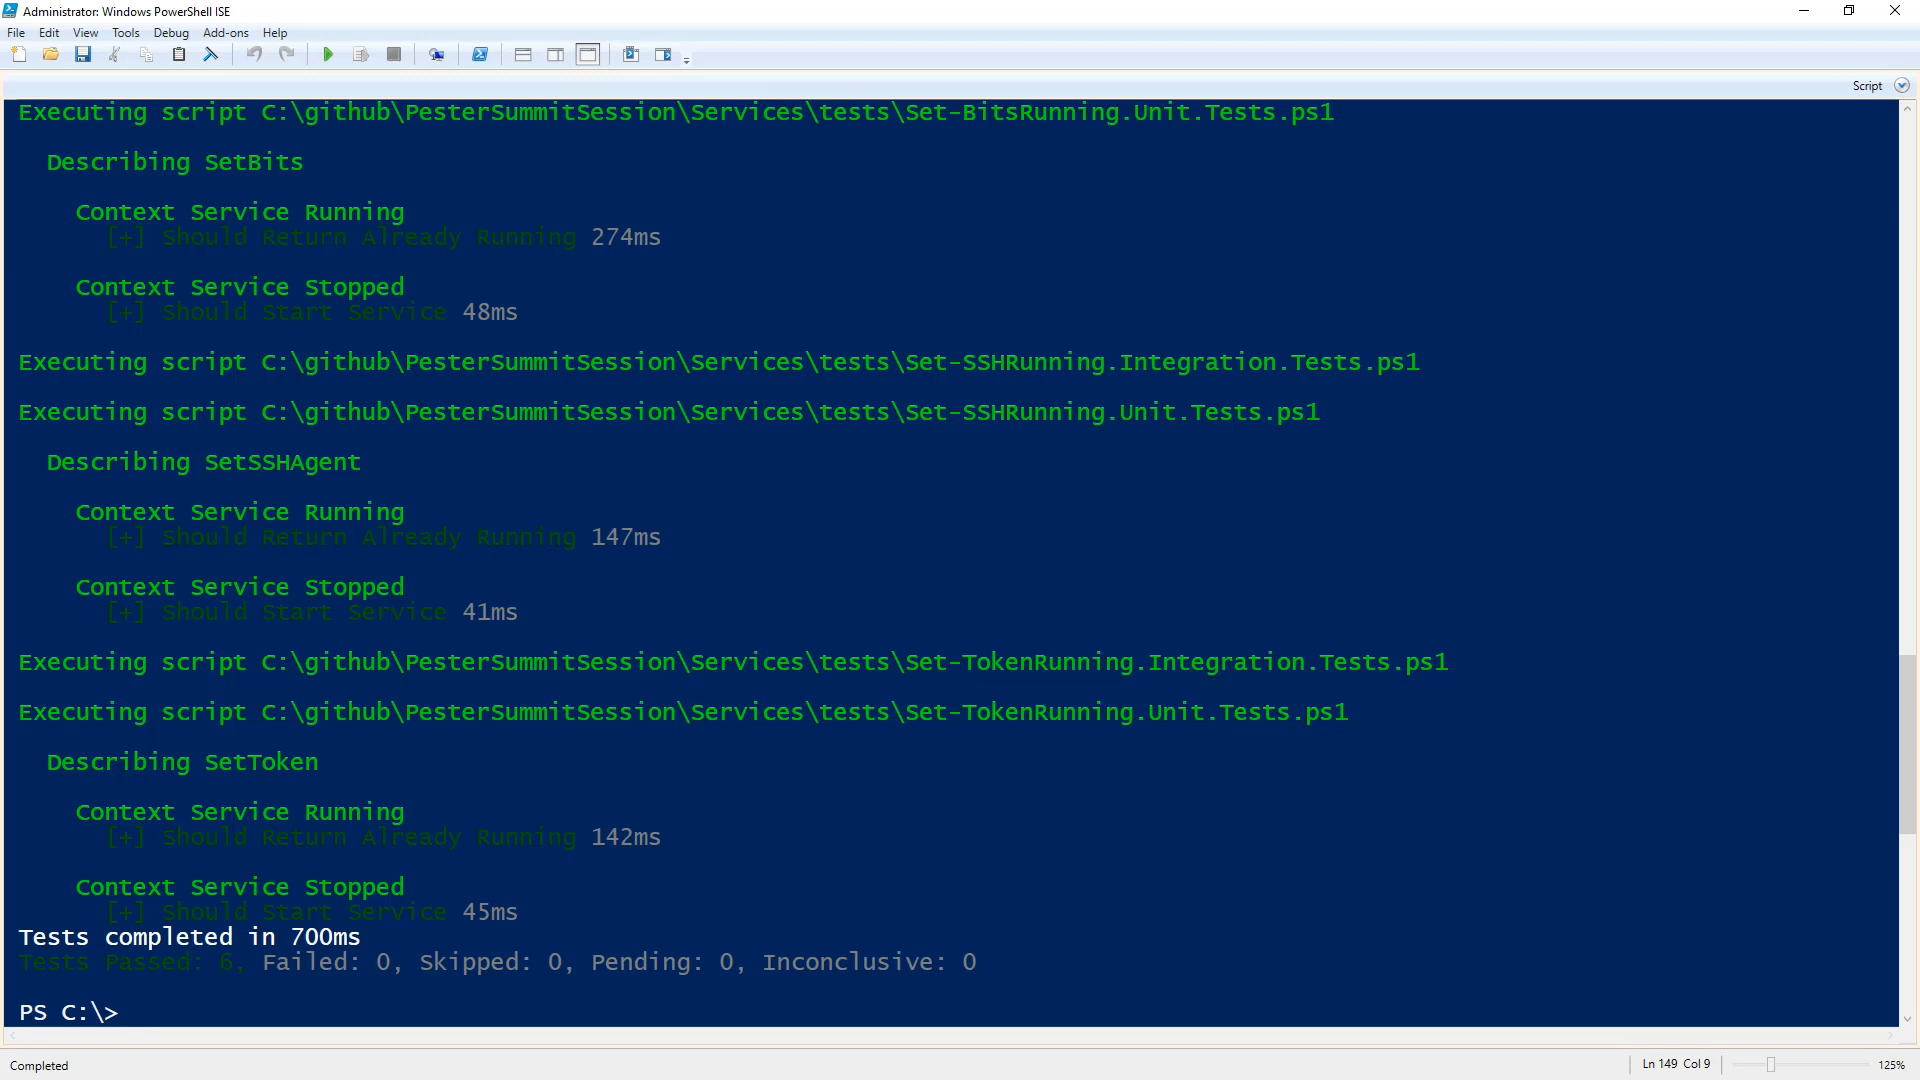 Administrator: Windows PowerShell ISE
File Edit View Tools Debug Add-ons Help
Script
Executing script C:\github\PesterSummitSession\Services\tests\Set-BitsRunning.Unit.Tests.ps1
Describing SetBits
Context Service Running
[+] Should Return Already Running 274ms
Context Service Stopped
[+] Should Start Service 48ms
Executing script C:\github\PesterSummitSession\Services\tests\Set-SSHRunning.Integration.Tests.ps1
Executing script C:\github\PesterSummitSession\Services\tests\Set-SSHRunning.Unit.Tests.ps1
Describing SetSSHAgent
Context Service Running
[+] Should Return Already Running 147ms
Context Service Stopped
[+] Should Start Service 41ms
Executing script C:\github\PesterSummitSession\Services\tests\Set-TokenRunning.Integration.Tests.ps1
Executing script C:\github\PesterSummitSession\Services\tests\Set-TokenRunning.Unit.Tests.ps1
Describing SetToken
Context Service Running
[+] Should Return Already Running 142ms
Context Service Stopped
[+] Should Start Service 45ms
Tests completed in 700ms
Tests Passed: 6, Failed: 0, Skipped: 0, Pending: 0, Inconclusive: 0
PS C:\>
Completed Ln 149 Col 9 125%